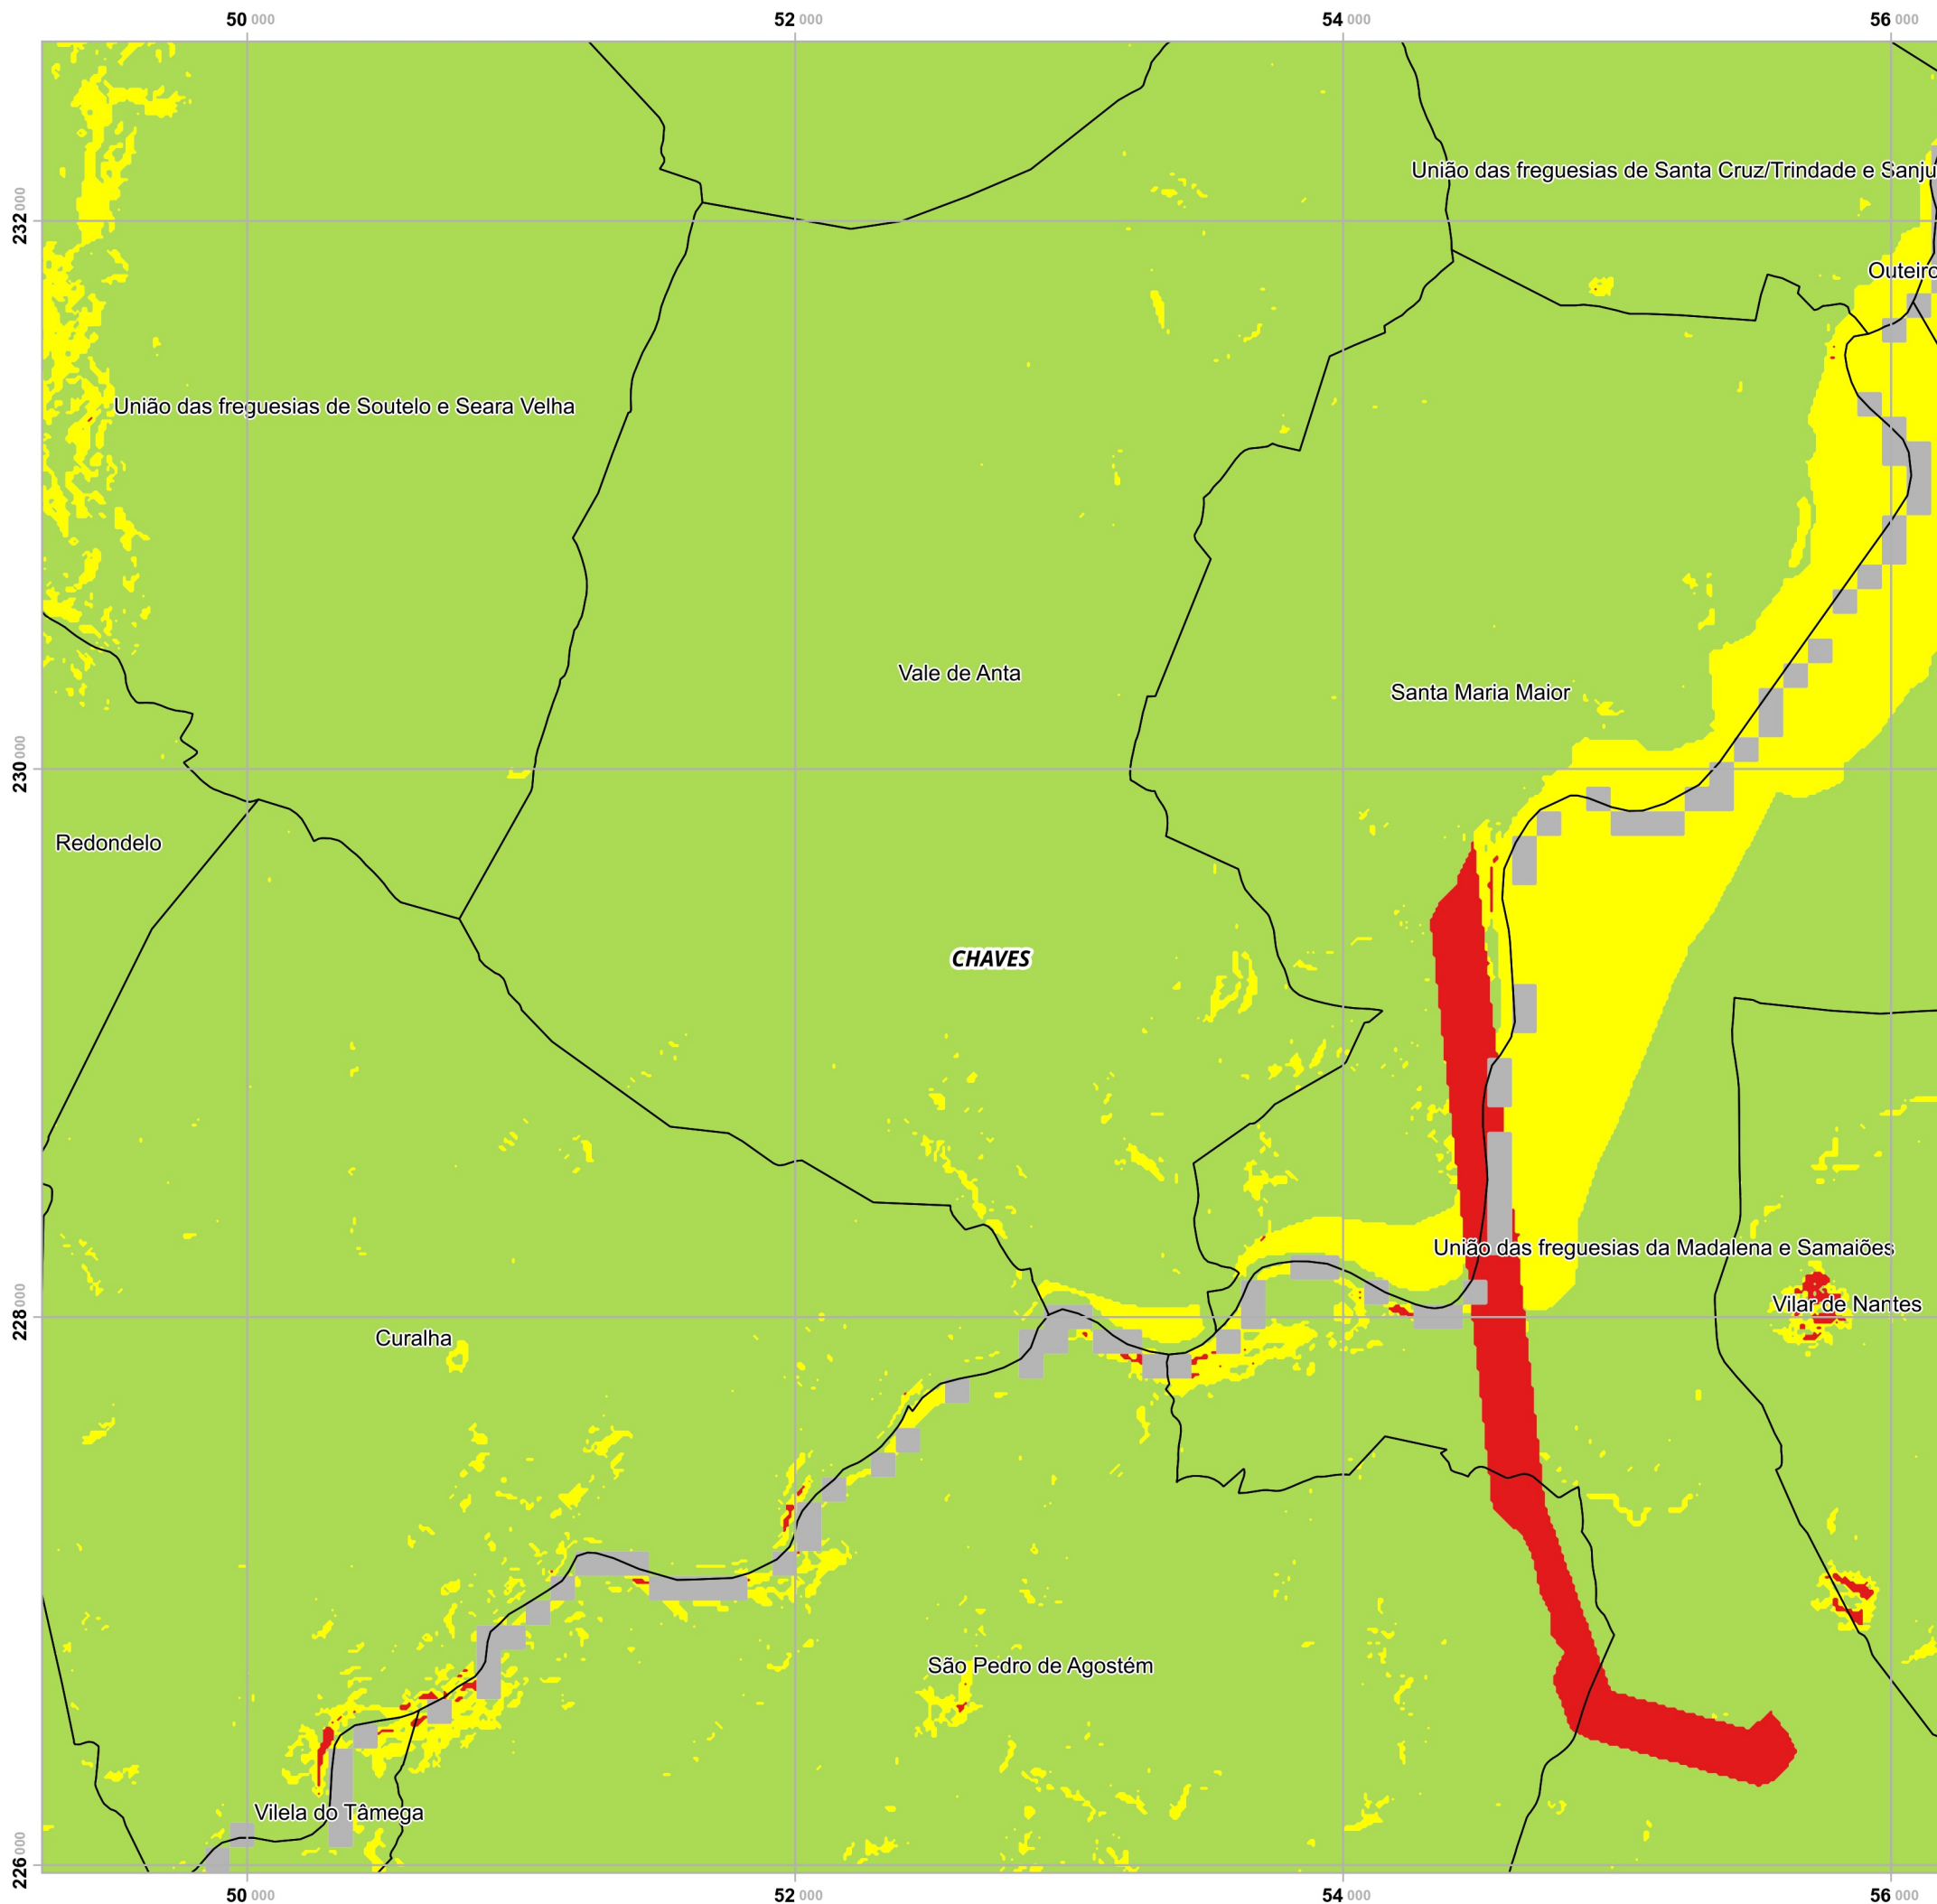 50 000 52 000 54 000 56 000
União das freguesias de Santa Cruz/Trindade e Sanju
232 000
Outeiro
União das freguesias de Soutelo e Seara Velha
Vale de Anta
Santa Maria Maior
230 000
Redondelo
CHAVES
União das freguesias da Madalena e Samaiões
Vilar de Nantes
228 000
Curalha
São Pedro de Agostém
Vilela do Tâmega
226 000
50 000 52 000 54 000 56 000